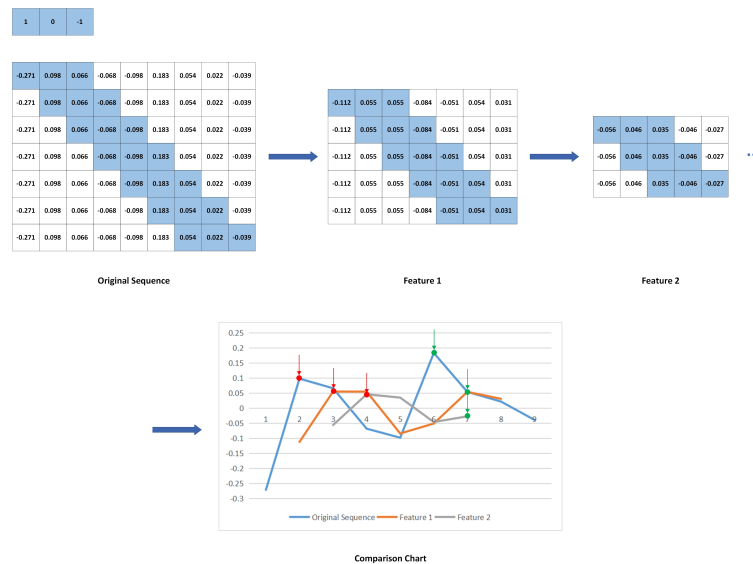 1 0 -1
-0.271 0.098 0.066 -0.068 -0.098 0.183 0.054 0.022 -0.039
-0.271 0.098 0.066 -0.068 -0.098 0.183 0.054 0.022 -0.039
-0.271 0.098 0.066 -0.068 -0.098 0.183 0.054 0.022 -0.039
-0.271 0.098 0.066 -0.068 -0.098 0.183 0.054 0.022 -0.039
-0.271 0.098 0.066 -0.068 -0.098 0.183 0.054 0.022 -0.039
-0.271 0.098 0.066 -0.068 -0.098 0.183 0.054 0.022 -0.039
-0.271 0.098 0.066 -0.068 -0.098 0.183 0.054 0.022 -0.039
Original Sequence
-0.112 0.055 0.055 -0.084 -0.051 0.054 0.031
-0.112 0.055 0.055 -0.084 -0.051 0.054 0.031
-0.112 0.055 0.055 -0.084 -0.051 0.054 0.031
-0.112 0.055 0.055 -0.084 -0.051 0.054 0.031
-0.112 0.055 0.055 -0.084 -0.051 0.054 0.031
Feature 1
-0.056 0.046 0.035 -0.046 -0.027
-0.056 0.046 0.035 -0.046 -0.027
-0.056 0.046 0.035 -0.046 -0.027
Feature 2
0.25
0.2
0.15
0.1
0.05
0
-0.05
-0.1
-0.15
-0.2
-0.25
-0.3
1 2 3 4 5 6 7 8 9
Original Sequence Feature 1 Feature 2
Comparison Chart